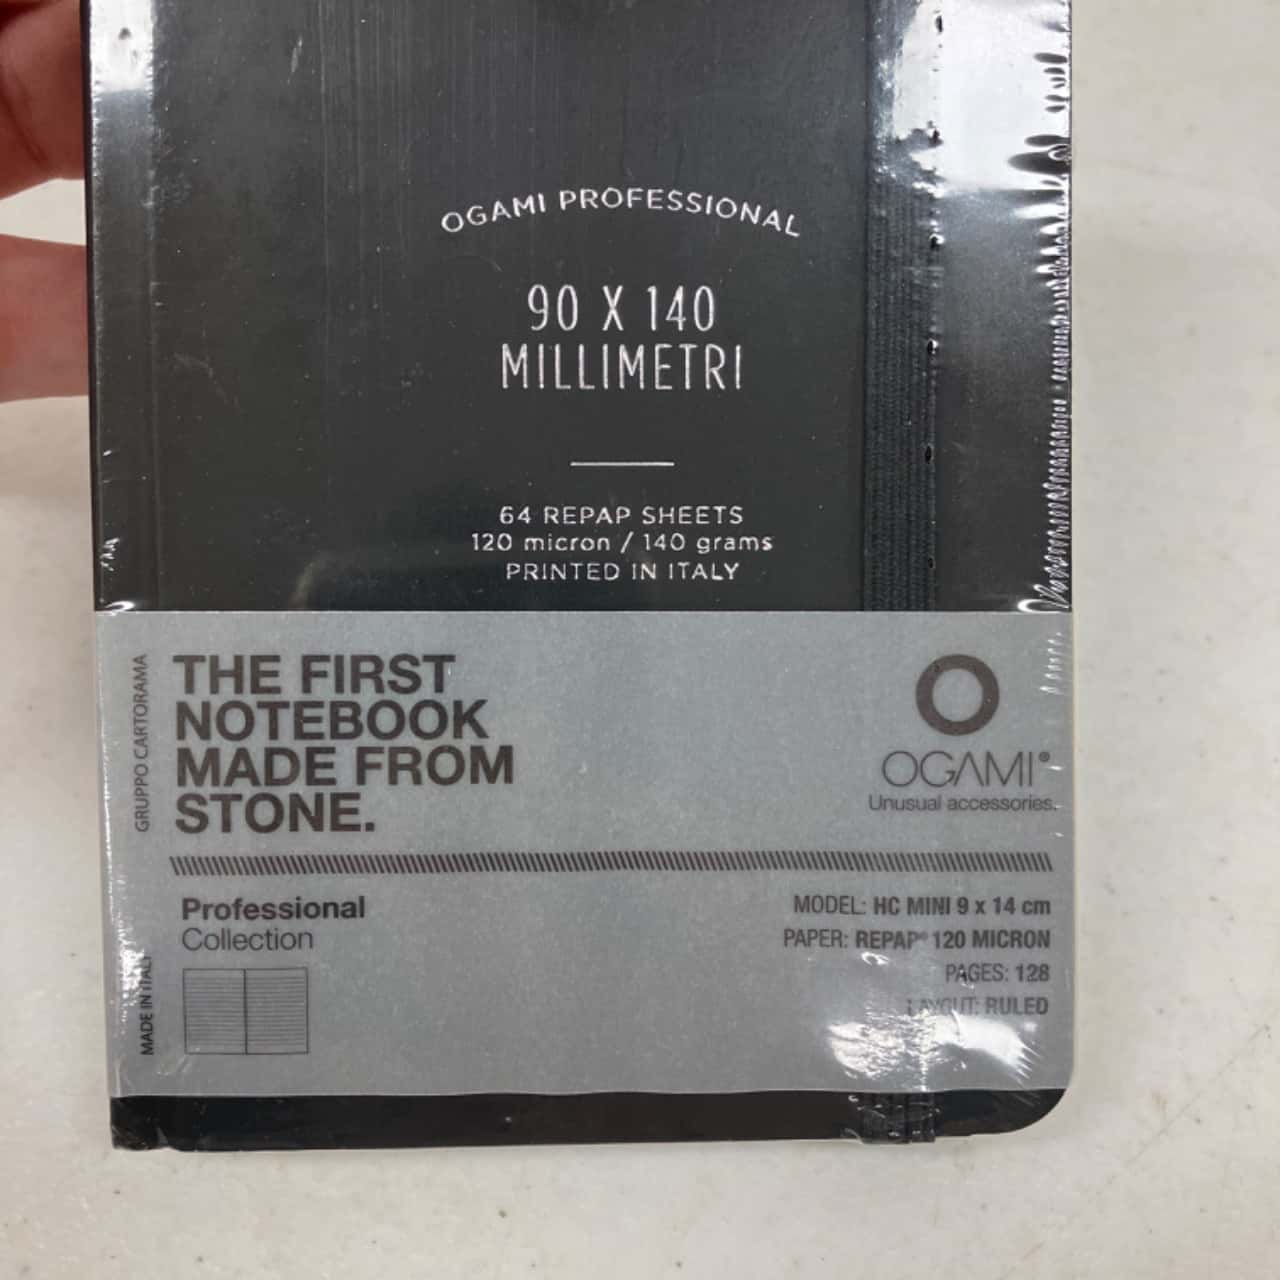 OGAMI PROFESSIONAL
90 X 140
MILLIMETRI
64 REPAP SHEETS
120 micron / 140 grams
PRINTED IN ITALY
GRUPPO CARTORAMA
THE FIRST
NOTEBOOK
MADE FROM
STONE.
OGAMI®
Unusual accessories.
Professional
Collection
MADE IN ITALY
MODEL: HC MINI 9 x 14 cm
PAPER: REPAP® 120 MICRON
PAGES: 128
LAYOUT: RULED